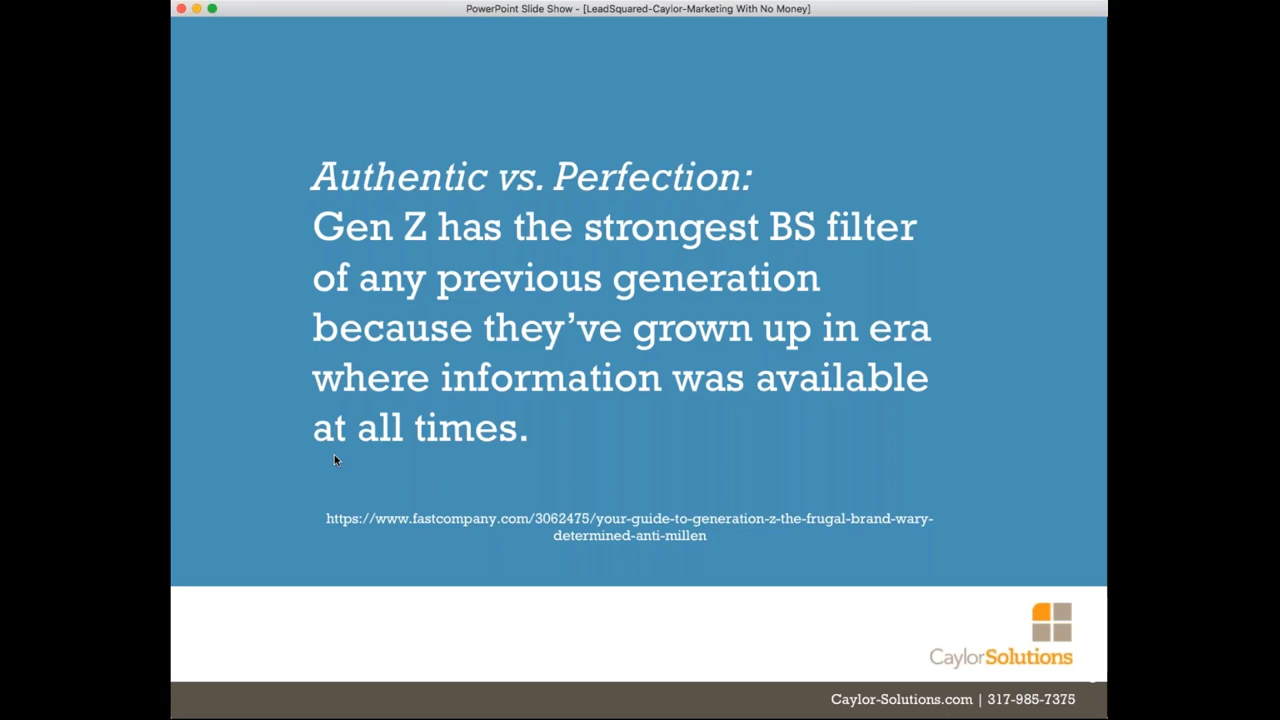 PowerPoint Slide Show - [LeadSquared-Caylor-Marketing With No Money]
Authentic vs. Perfection:
Gen Z has the strongest BS filter
of any previous generation
because they’ve grown up in era
where information was available
at all times.
https://www.fastcompany.com/3062475/your-guide-to-generation-z-the-frugal-brand-wary-
determined-anti-millen
CaylorSolutions
Caylor-Solutions.com | 317-985-7375